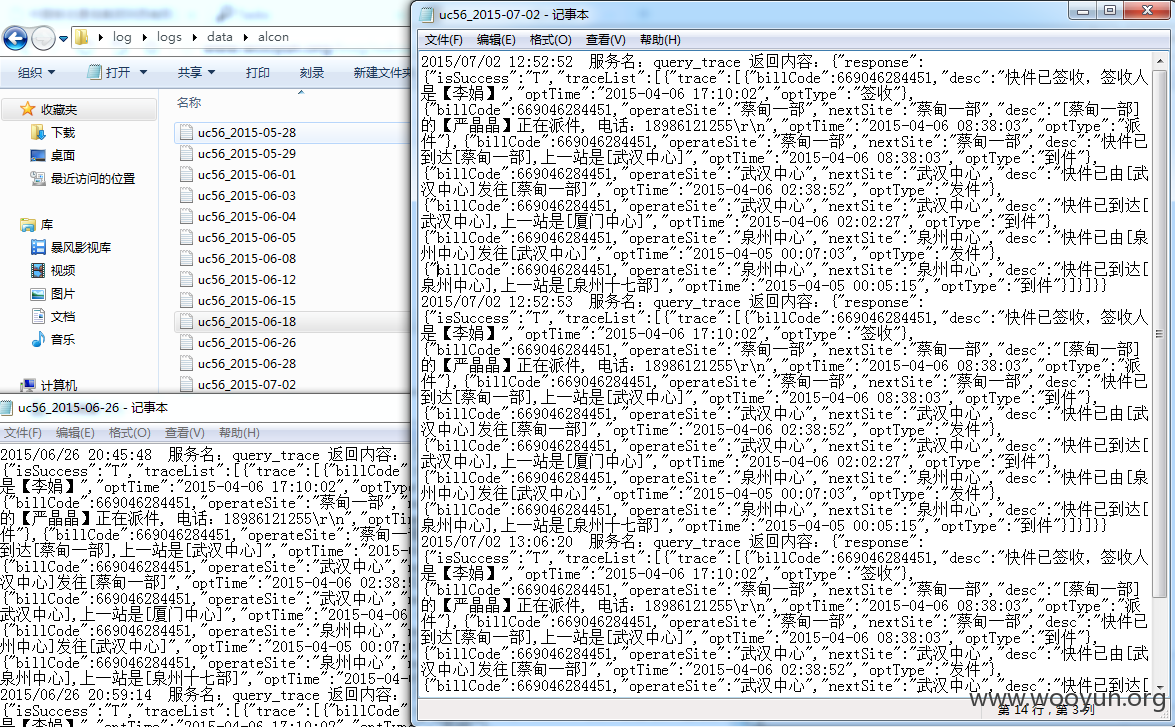 log ▸ logs ▸ data ▸ alcon
组织 打开 共享 打印 刻录 新建文件夹
收藏夹
下载
桌面
最近访问的位置
库
暴风影视库
视频
图片
文档
音乐
计算机
名称
uc56_2015-05-28
uc56_2015-05-29
uc56_2015-06-01
uc56_2015-06-03
uc56_2015-06-04
uc56_2015-06-05
uc56_2015-06-08
uc56_2015-06-12
uc56_2015-06-15
uc56_2015-06-18
uc56_2015-06-26
uc56_2015-06-28
uc56_2015-07-02
uc56_2015-06-26 - 记事本
文件(F) 编辑(E) 格式(O) 查看(V) 帮助(H)
2015/06/26 20:45:48  服务名：query_trace 返回内容：
{"isSuccess":"T","traceList":[{"trace":[{"billCode"
是【李娟】","optTime":"2015-04-06 17:10:02","optTyp
{"billCode":669046284451,"operateSite":"蔡甸一部","
的【严晶晶】正在派件, 电话：18986121255\r\n","optTi
件"},{"billCode":669046284451,"operateSite":"蔡甸一
到达[蔡甸一部],上一站是[武汉中心]","optTime":"2015-
{"billCode":669046284451,"operateSite":"武汉中心","
汉中心]发往[蔡甸一部]","optTime":"2015-04-06 02:38:
{"billCode":669046284451,"operateSite":"武汉中心","
武汉中心],上一站是[厦门中心]","optTime":"2015-04-06
{"billCode":669046284451,"operateSite":"泉州中心","
州中心]发往[武汉中心]","optTime":"2015-04-05 00:07:
{"billCode":669046284451,"operateSite":"泉州中心","
泉州中心],上一站是[泉州十七部]","optTime":"2015-04-
2015/06/26 20:59:14  服务名：query_trace 返回内容：
{"isSuccess":"T","traceList":[{"trace":[{"billCode"
是【李娟】","optTime":"2015-04-06 17:10:02","optTyp
uc56_2015-07-02 - 记事本
文件(F) 编辑(E) 格式(O) 查看(V) 帮助(H)
2015/07/02 12:52:52  服务名：query_trace 返回内容：{"response":
{"isSuccess":"T","traceList":[{"trace":[{"billCode":669046284451,"desc":"快件已签收，签收人
是【李娟】","optTime":"2015-04-06 17:10:02","optType":"签收"},
{"billCode":669046284451,"operateSite":"蔡甸一部","nextSite":"蔡甸一部","desc":"[蔡甸一部]
的【严晶晶】正在派件, 电话：18986121255\r\n","optTime":"2015-04-06 08:38:03","optType":"派
件"},{"billCode":669046284451,"operateSite":"蔡甸一部","nextSite":"蔡甸一部","desc":"快件已
到达[蔡甸一部],上一站是[武汉中心]","optTime":"2015-04-06 08:38:03","optType":"到件"},
{"billCode":669046284451,"operateSite":"武汉中心","nextSite":"武汉中心","desc":"快件已由[武
汉中心]发往[蔡甸一部]","optTime":"2015-04-06 02:38:52","optType":"发件"},
{"billCode":669046284451,"operateSite":"武汉中心","nextSite":"武汉中心","desc":"快件已到达[
武汉中心],上一站是[厦门中心]","optTime":"2015-04-06 02:02:27","optType":"到件"},
{"billCode":669046284451,"operateSite":"泉州中心","nextSite":"泉州中心","desc":"快件已由[泉
州中心]发往[武汉中心]","optTime":"2015-04-05 00:07:03","optType":"发件"},
{"billCode":669046284451,"operateSite":"泉州中心","nextSite":"泉州中心","desc":"快件已到达[
泉州中心],上一站是[泉州十七部]","optTime":"2015-04-05 00:05:15","optType":"到件"}]}]}}
2015/07/02 12:52:53  服务名：query_trace 返回内容：{"response":
{"isSuccess":"T","traceList":[{"trace":[{"billCode":669046284451,"desc":"快件已签收，签收人
是【李娟】","optTime":"2015-04-06 17:10:02","optType":"签收"},
{"billCode":669046284451,"operateSite":"蔡甸一部","nextSite":"蔡甸一部","desc":"[蔡甸一部]
的【严晶晶】正在派件, 电话：18986121255\r\n","optTime":"2015-04-06 08:38:03","optType":"派
件"},{"billCode":669046284451,"operateSite":"蔡甸一部","nextSite":"蔡甸一部","desc":"快件已
到达[蔡甸一部],上一站是[武汉中心]","optTime":"2015-04-06 08:38:03","optType":"到件"},
{"billCode":669046284451,"operateSite":"武汉中心","nextSite":"武汉中心","desc":"快件已由[武
汉中心]发往[蔡甸一部]","optTime":"2015-04-06 02:38:52","optType":"发件"},
{"billCode":669046284451,"operateSite":"武汉中心","nextSite":"武汉中心","desc":"快件已到达[
武汉中心],上一站是[厦门中心]","optTime":"2015-04-06 02:02:27","optType":"到件"},
{"billCode":669046284451,"operateSite":"泉州中心","nextSite":"泉州中心","desc":"快件已由[泉
州中心]发往[武汉中心]","optTime":"2015-04-05 00:07:03","optType":"发件"},
{"billCode":669046284451,"operateSite":"泉州中心","nextSite":"泉州中心","desc":"快件已到达[
泉州中心],上一站是[泉州十七部]","optTime":"2015-04-05 00:05:15","optType":"到件"}]}]}}
2015/07/02 13:06:20  服务名：query_trace 返回内容：{"response":
{"isSuccess":"T","traceList":[{"trace":[{"billCode":669046284451,"desc":"快件已签收，签收人
是【李娟】","optTime":"2015-04-06 17:10:02","optType":"签收"},
{"billCode":669046284451,"operateSite":"蔡甸一部","nextSite":"蔡甸一部","desc":"[蔡甸一部]
的【严晶晶】正在派件, 电话：18986121255\r\n","optTime":"2015-04-06 08:38:03","optType":"派
件"},{"billCode":669046284451,"operateSite":"蔡甸一部","nextSite":"蔡甸一部","desc":"快件已
到达[蔡甸一部],上一站是[武汉中心]","optTime":"2015-04-06 08:38:03","optType":"到件"},
{"billCode":669046284451,"operateSite":"武汉中心","nextSite":"武汉中心","desc":"快件已由[武
汉中心]发往[蔡甸一部]","optTime":"2015-04-06 02:38:52","optType":"发件"},
{"billCode":669046284451,"operateSite":"武汉中心","nextSite":"武汉中心","desc":"快件已到达[
第 14 行，第 3 列
www.wooyun.org